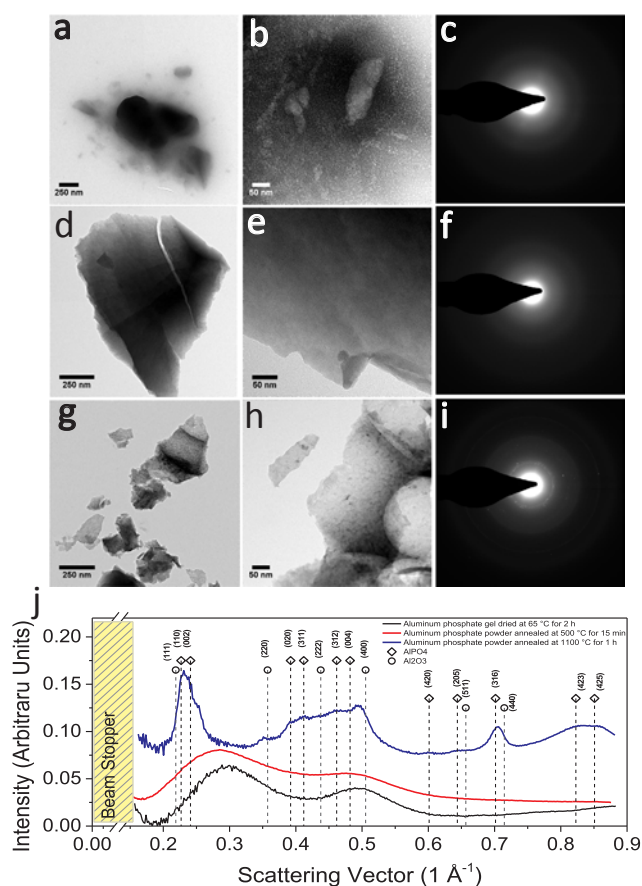 a
b
c
250 nm
50 nm
d
e
f
250 nm
50 nm
g
h
i
250 nm
50 nm
j
Intensity (Arbitraru Units)
0.20
0.15
0.10
0.05
0.00
Beam Stopper
Aluminum phosphate gel dried at 65 °C for 2 h
Aluminum phosphate powder annealed at 500 °C for 15 min
Aluminum phosphate powder annealed at 1100 °C for 1 h
AlPO4
Al2O3
(111)
(110)
(002)
(220)
(020)
(311)
(222)
(312)
(004)
(400)
(420)
(205)
(511)
(316)
(440)
(423)
(425)
0.00 0.2 0.3 0.4 0.5 0.6 0.7 0.8 0.9
Scattering Vector (1 Å-1)